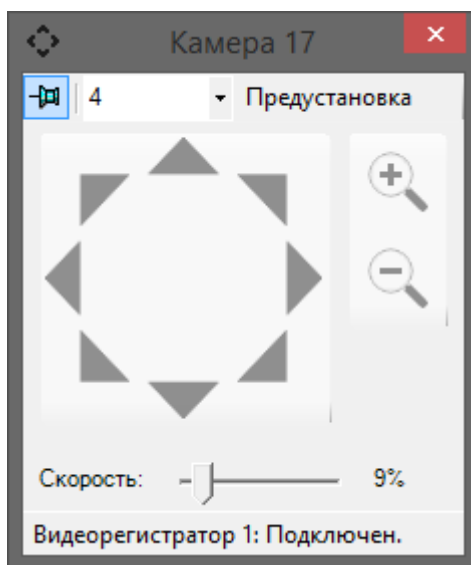 Камера 17
4 Предустановка
Скорость: 9%
Видеорегистратор 1: Подключен.